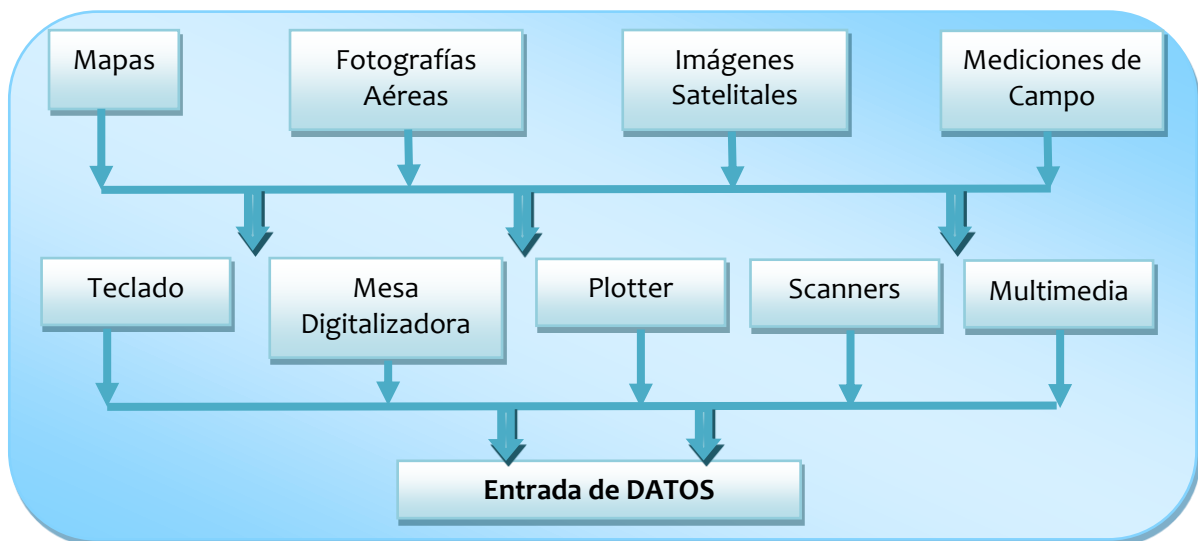 Mapas
Fotografías
Aéreas
Imágenes
Satelitales
Mediciones de
Campo
Teclado
Mesa
Digitalizadora
Plotter
Scanners
Multimedia
Entrada de DATOS